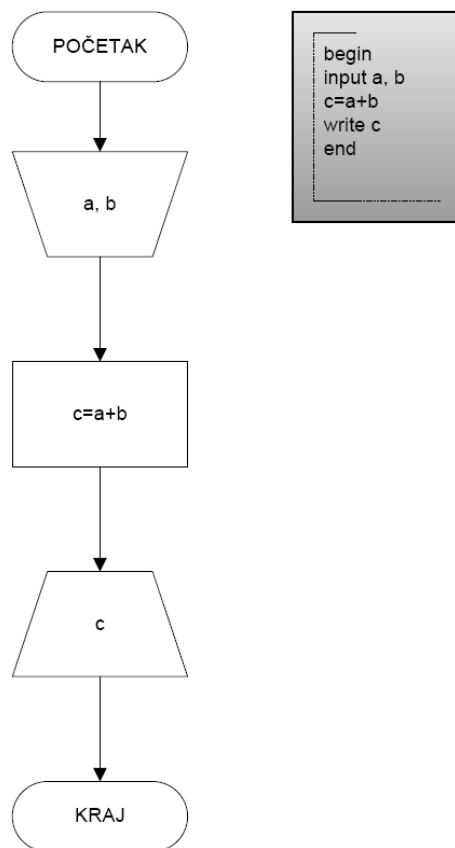 POČETAK
a, b
c=a+b
c
KRAJ
begin
input a, b
c=a+b
write c
end